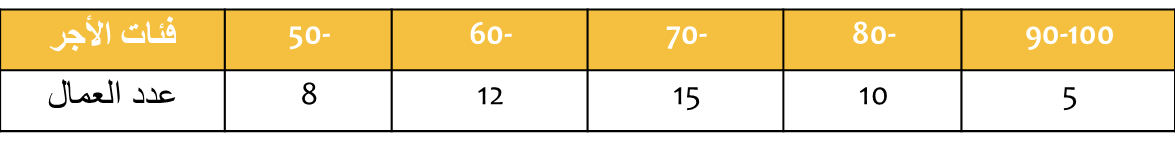 فئات الأجر 50- 60- 70- 80- 90-100
عدد العمال 8 12 15 10 5